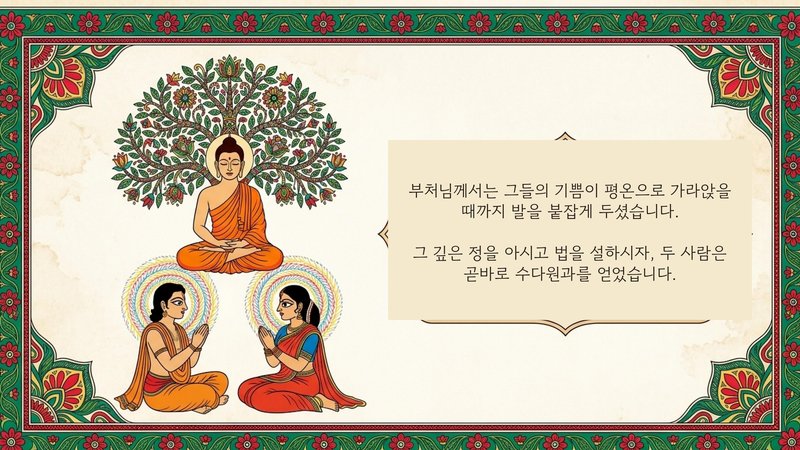 부처님께서는 그들의 기쁨이 평온으로 가라앉을
때까지 발을 붙잡게 두셨습니다.
그 깊은 정을 아시고 법을 설하시자, 두 사람은
곧바로 수다원과를 얻었습니다.